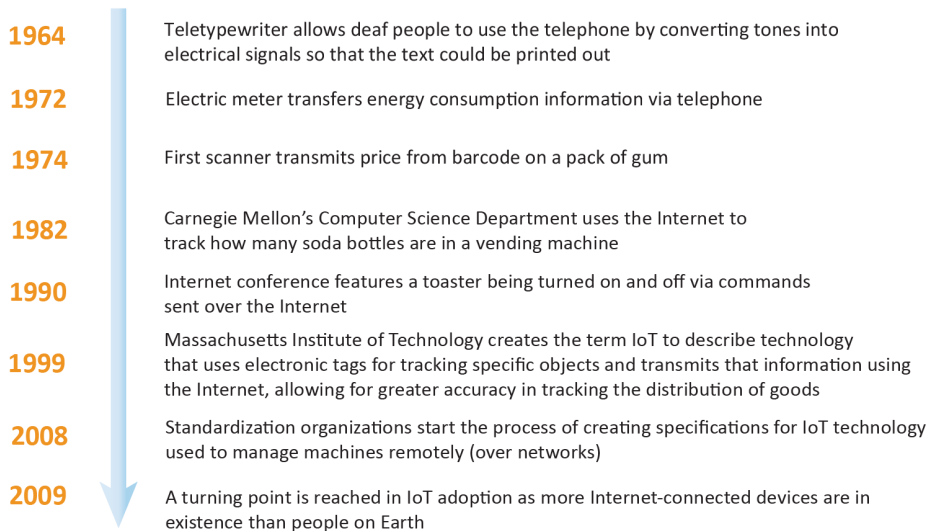 1964
Teletypewriter allows deaf people to use the telephone by converting tones into
electrical signals so that the text could be printed out
1972
Electric meter transfers energy consumption information via telephone
1974
First scanner transmits price from barcode on a pack of gum
1982
Carnegie Mellon's Computer Science Department uses the Internet to
track how many soda bottles are in a vending machine
1990
Internet conference features a toaster being turned on and off via commands
sent over the Internet
1999
Massachusetts Institute of Technology creates the term IoT to describe technology
that uses electronic tags for tracking specific objects and transmits that information using
the Internet, allowing for greater accuracy in tracking the distribution of goods
2008
Standardization organizations start the process of creating specifications for IoT technology
used to manage machines remotely (over networks)
2009
A turning point is reached in IoT adoption as more Internet-connected devices are in
existence than people on Earth